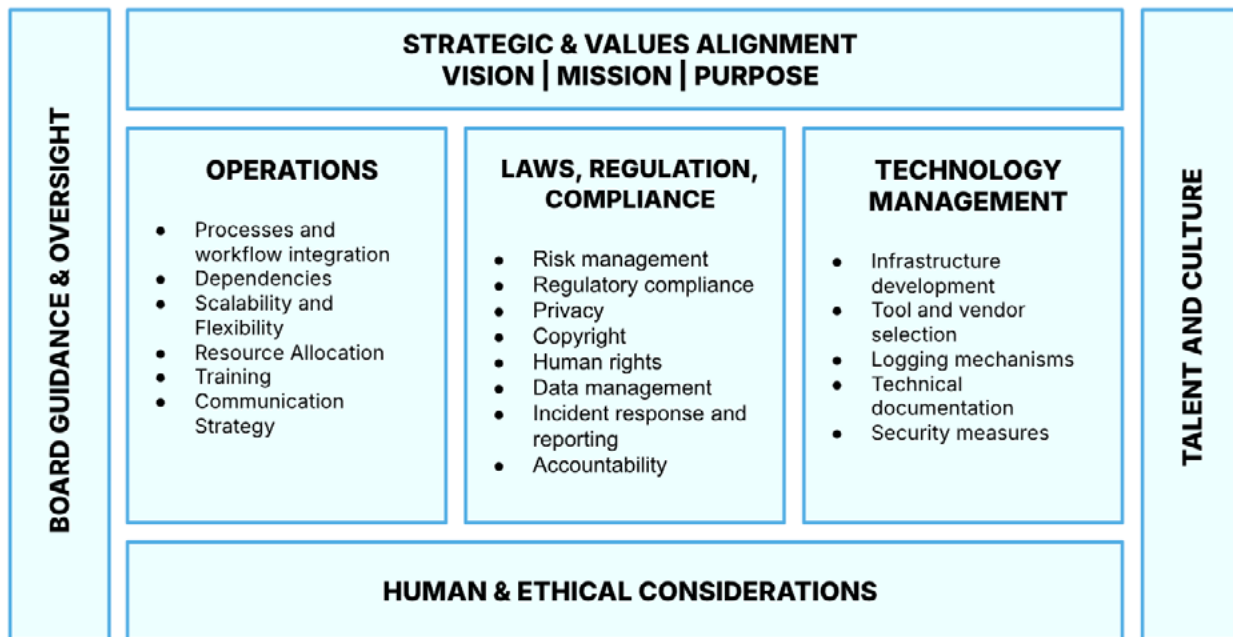 BOARD GUIDANCE & OVERSIGHT
STRATEGIC & VALUES ALIGNMENT
VISION | MISSION | PURPOSE
OPERATIONS
● Processes and
workflow integration
● Dependencies
● Scalability and
Flexibility
● Resource Allocation
● Training
● Communication
Strategy
LAWS, REGULATION,
COMPLIANCE
● Risk management
● Regulatory compliance
● Privacy
● Copyright
● Human rights
● Data management
● Incident response and
reporting
● Accountability
TECHNOLOGY
MANAGEMENT
● Infrastructure
development
● Tool and vendor
selection
● Logging mechanisms
● Technical
documentation
● Security measures
HUMAN & ETHICAL CONSIDERATIONS
TALENT AND CULTURE